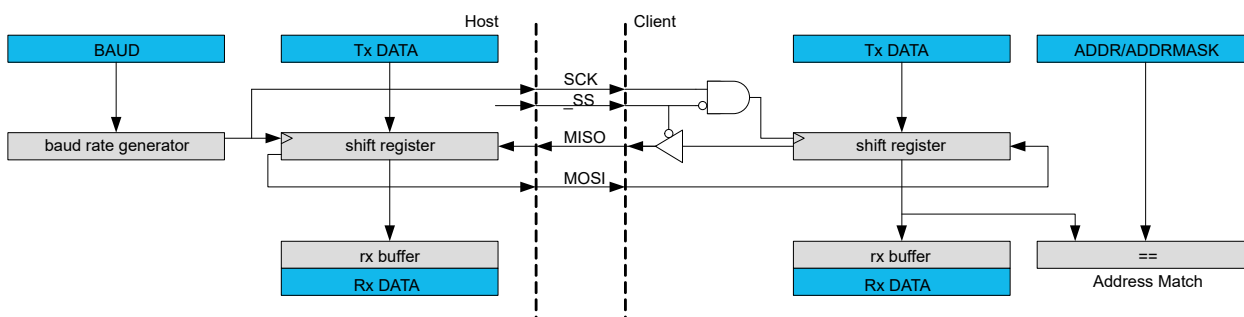 Host
Client
BAUD
Tx DATA
Tx DATA
ADDR/ADDRMASK
SCK
_SS
baud rate generator
shift register
MISO
shift register
MOSI
rx buffer
rx buffer
==
Rx DATA
Rx DATA
Address Match